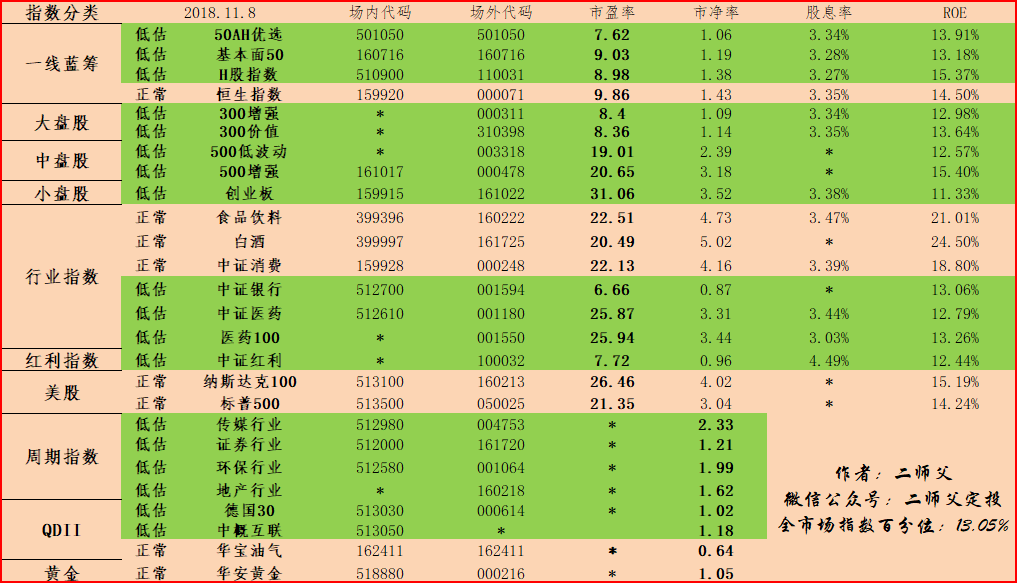 指数分类 2018.11.8 场内代码 场外代码 市盈率 市净率 股息率 ROE
一线蓝筹
低估 50AH优选 501050 501050 7.62 1.06 3.34% 13.91%
低估 基本面50 160716 160716 9.03 1.19 3.28% 13.18%
低估 H股指数 510900 110031 8.98 1.38 3.27% 15.37%
正常 恒生指数 159920 000071 9.86 1.43 3.35% 14.50%
大盘股
低估 300增强 * 000311 8.4 1.09 3.34% 12.98%
低估 300价值 * 310398 8.36 1.14 3.35% 13.64%
中盘股
低估 500低波动 * 003318 19.01 2.39 * 12.57%
低估 500增强 161017 000478 20.65 3.18 * 15.40%
小盘股 低估 创业板 159915 161022 31.06 3.52 3.38% 11.33%
行业指数
正常 食品饮料 399396 160222 22.51 4.73 3.47% 21.01%
正常 白酒 399997 161725 20.49 5.02 * 24.50%
正常 中证消费 159928 000248 22.13 4.16 3.39% 18.80%
低估 中证银行 512700 001594 6.66 0.87 * 13.06%
低估 中证医药 512610 001180 25.87 3.31 3.44% 12.79%
低估 医药100 * 001550 25.94 3.44 3.03% 13.26%
红利指数 低估 中证红利 * 100032 7.72 0.96 4.49% 12.44%
美股
正常 纳斯达克100 513100 160213 26.46 4.02 * 15.19%
正常 标普500 513500 050025 21.35 3.04 * 14.24%
周期指数
低估 传媒行业 512980 004753 * 2.33
低估 证券行业 512000 161720 * 1.21
低估 环保行业 512580 001064 * 1.99
低估 地产行业 * 160218 * 1.62
QDII
低估 德国30 513030 000614 * 1.02
低估 中概互联 513050 * 1.18
正常 华宝油气 162411 162411 * 0.64
黄金 正常 华安黄金 518880 000216 * 1.05
作者：二师父
微信公众号：二师父定投
全市场指数百分位：13.05%